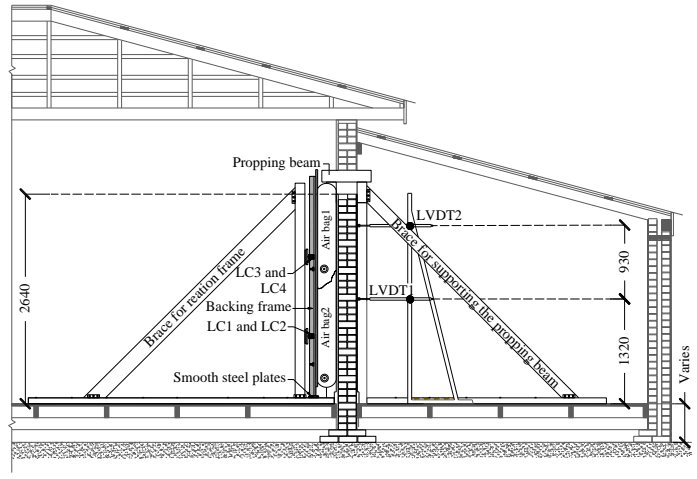 Propping beam
LVDT2
Air bag1
Brace for reation frame
Brace for supporting the propping beam
LC3 and
LC4
LVDT1
Backing frame
LC1 and LC2
Air bag2
Smooth steel plates
2640
930
1320
Varies